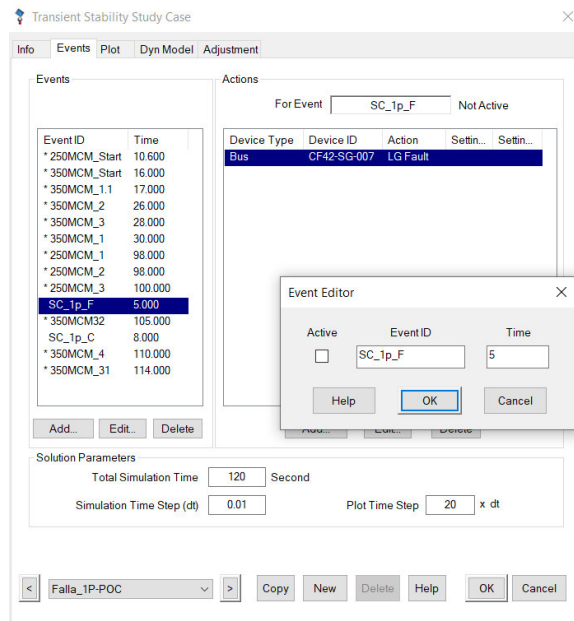 Transient Stability Study Case
Info Events Plot Dyn Model Adjustment
Events
Actions
For Event SC_1p_F Not Active
Event ID Time
* 250MCM_Start 10.600
* 350MCM_Start 16.000
* 350MCM_1.1 17.000
* 350MCM_2 26.000
* 350MCM_3 28.000
* 350MCM_1 30.000
* 250MCM_1 98.000
* 250MCM_2 98.000
* 250MCM_3 100.000
SC_1p_F 5.000
* 350MCM32 105.000
SC_1p_C 8.000
* 350MCM_4 110.000
* 350MCM_31 114.000
Device Type Device ID Action Settin... Settin...
Bus CF42-SG-007 LG Fault
Event Editor
Active Event ID Time
SC_1p_F 5
Help OK Cancel
Add... Edit... Delete
Add... Edit... Delete
Solution Parameters
Total Simulation Time 120 Second
Simulation Time Step (dt) 0.01 Plot Time Step 20 x dt
< Falla_1P-POC > Copy New Delete Help OK Cancel